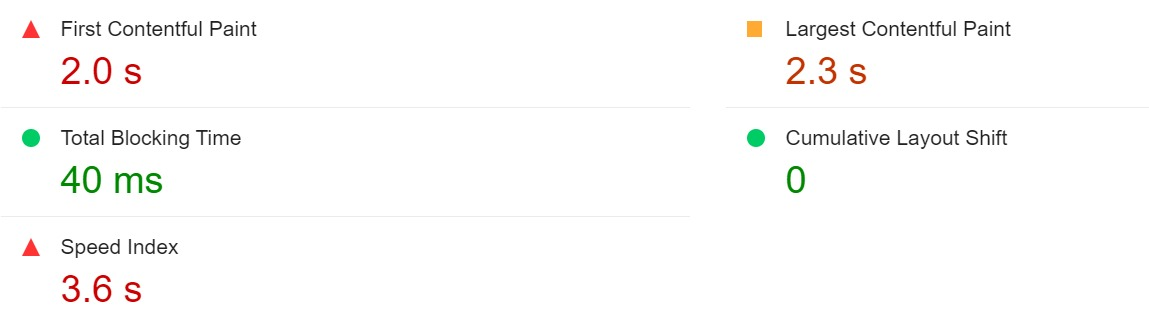 First Contentful Paint
2.0 s
Largest Contentful Paint
2.3 s
Total Blocking Time
40 ms
Cumulative Layout Shift
0
Speed Index
3.6 s